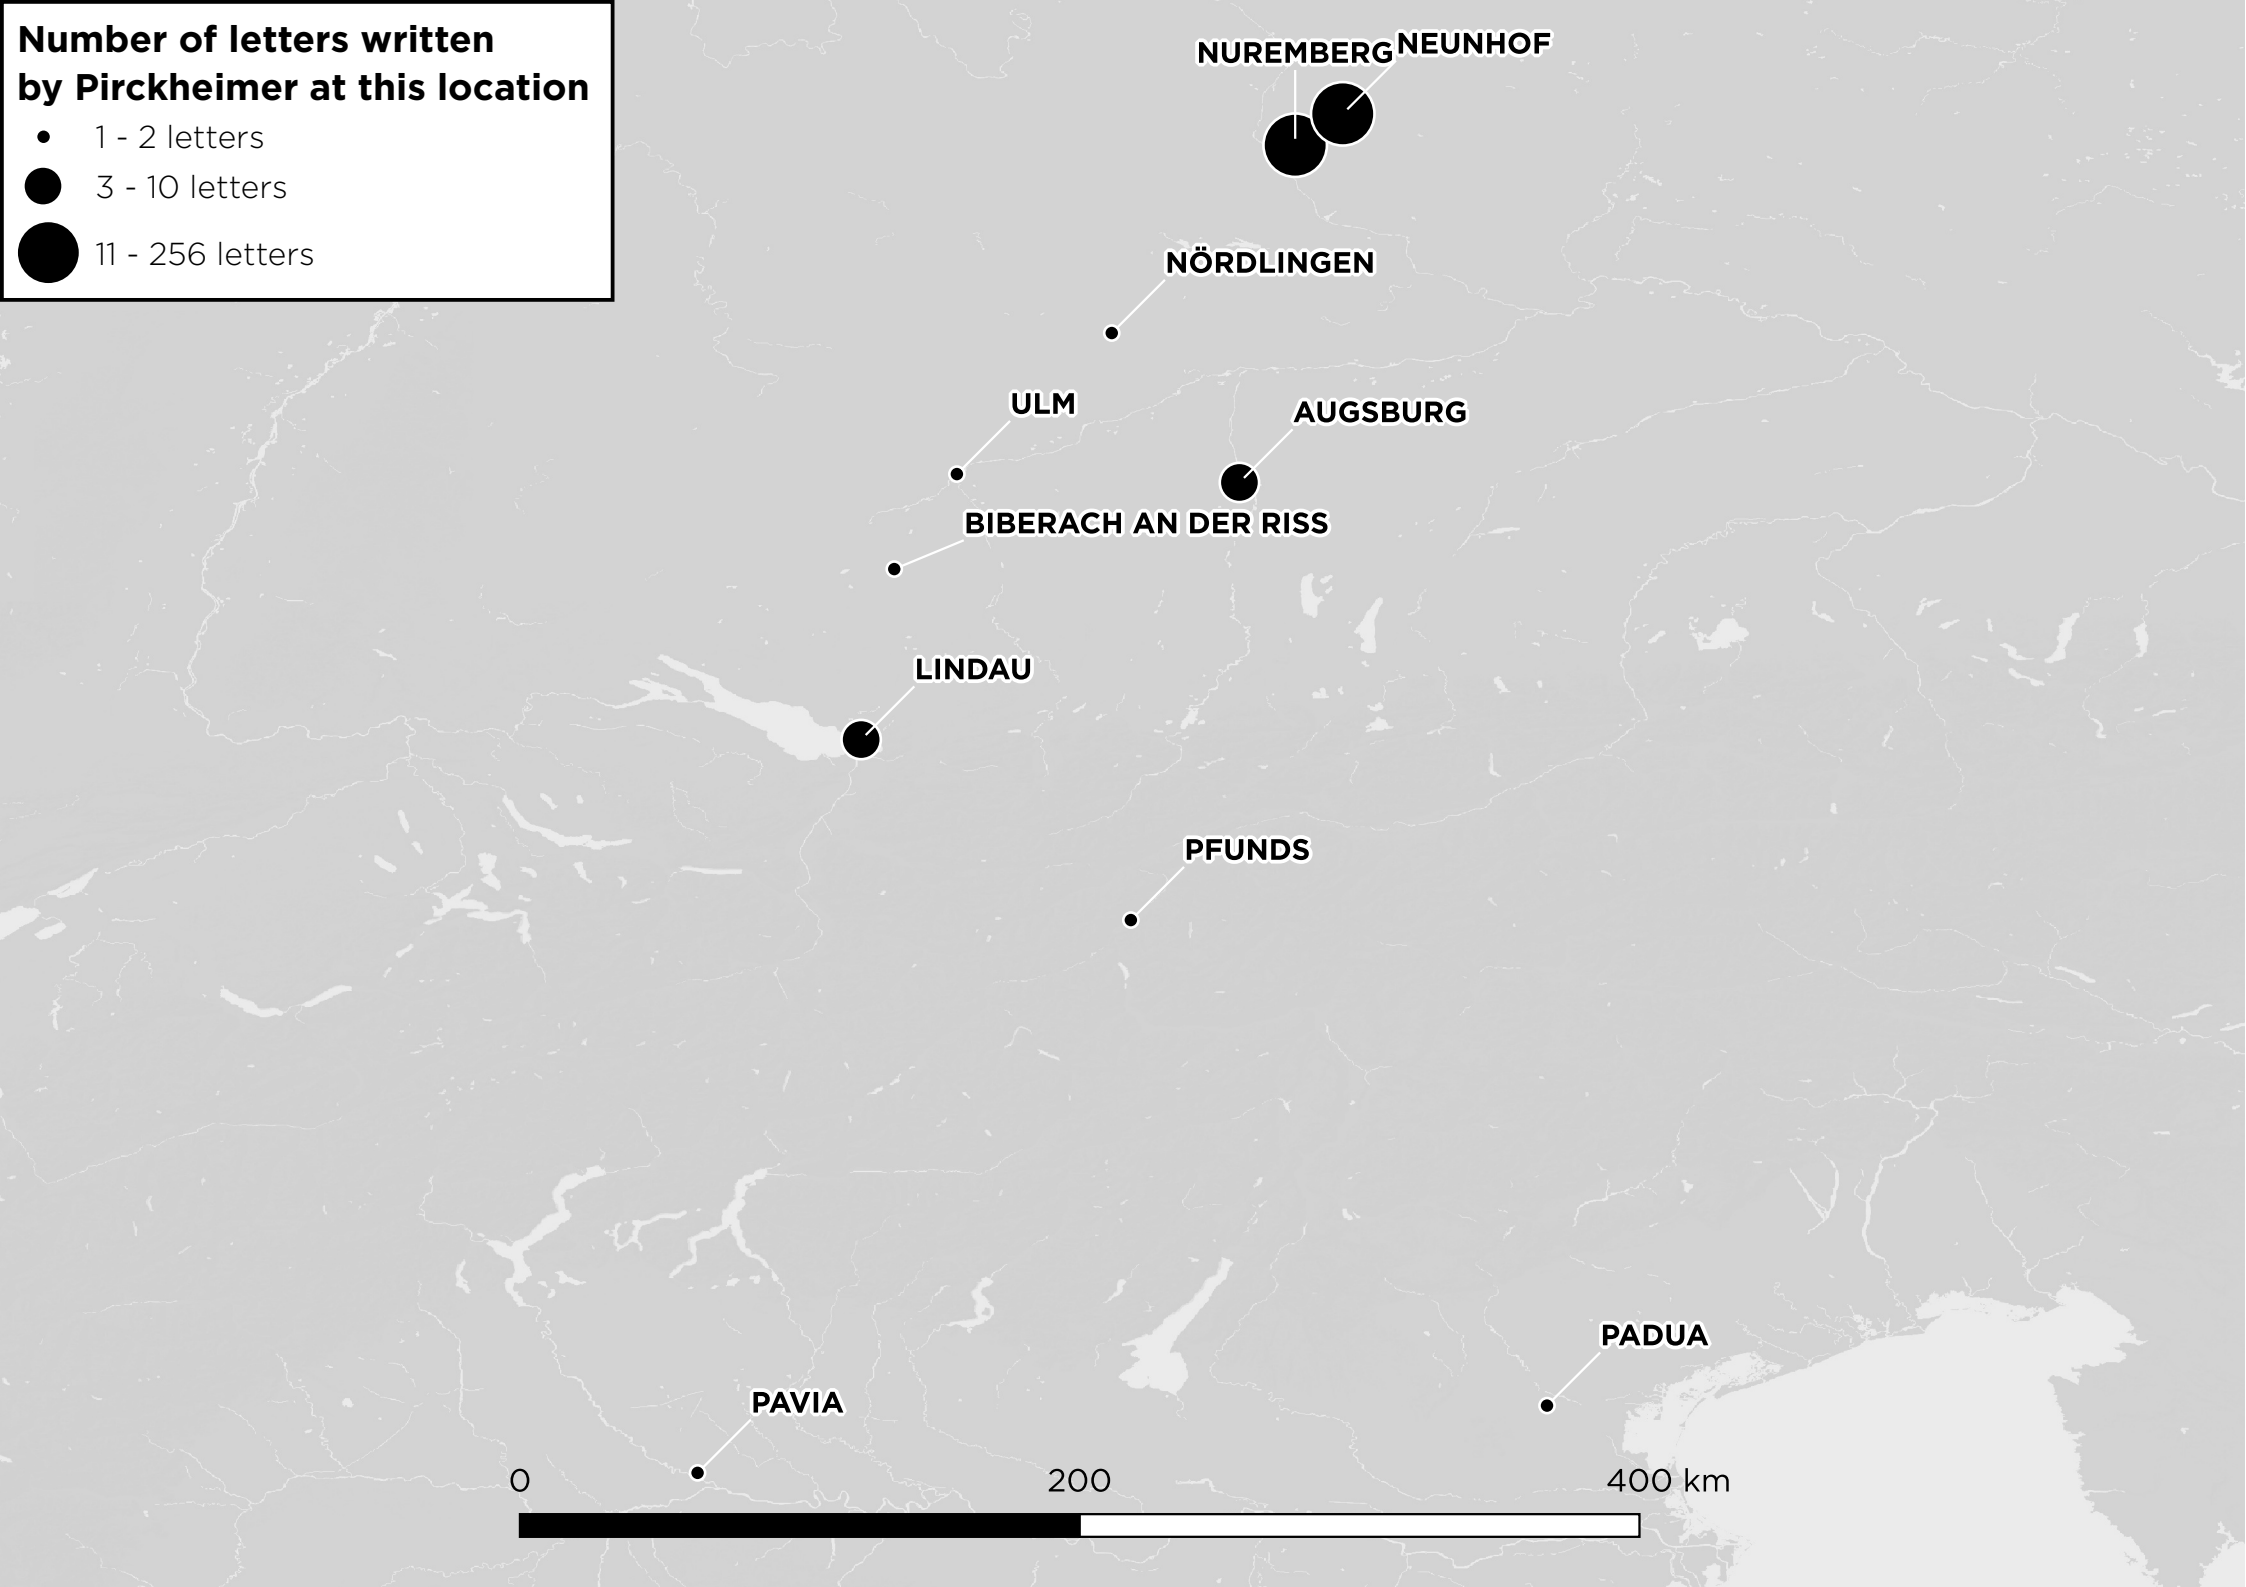 Number of letters written
by Pirckheimer at this location
1 - 2 letters
3 - 10 letters
11 - 256 letters
NUREMBERG
NEUNHOF
NÖRDLINGEN
ULM
AUGSBURG
BIBERACH AN DER RISS
LINDAU
PFUNDS
PADUA
PAVIA
0 200 400 km